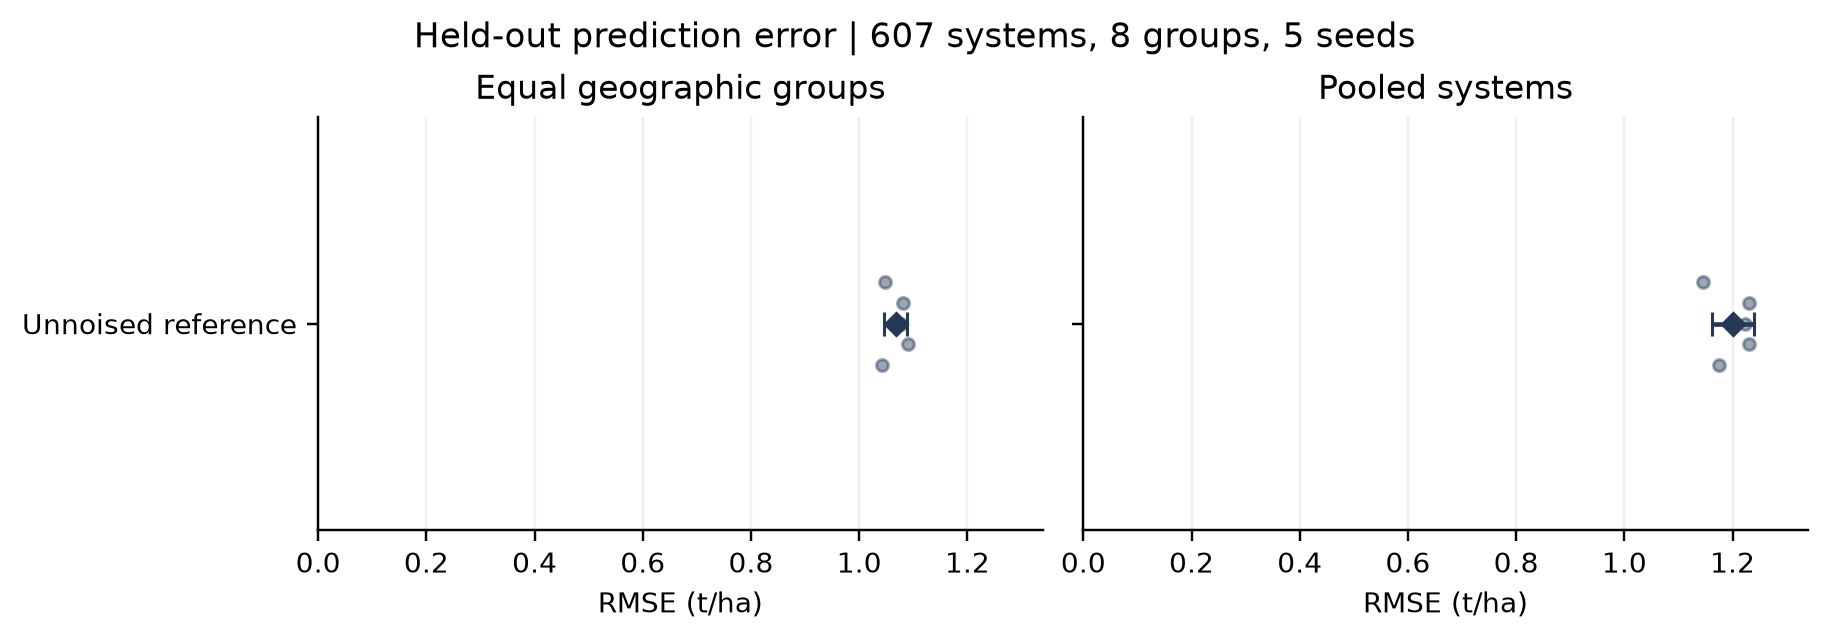 Held-out prediction error | 607 systems, 8 groups, 5 seeds
Equal geographic groups
Pooled systems
Unnoised reference
0.0 0.2 0.4 0.6 0.8 1.0 1.2
0.0 0.2 0.4 0.6 0.8 1.0 1.2
RMSE (t/ha)
RMSE (t/ha)